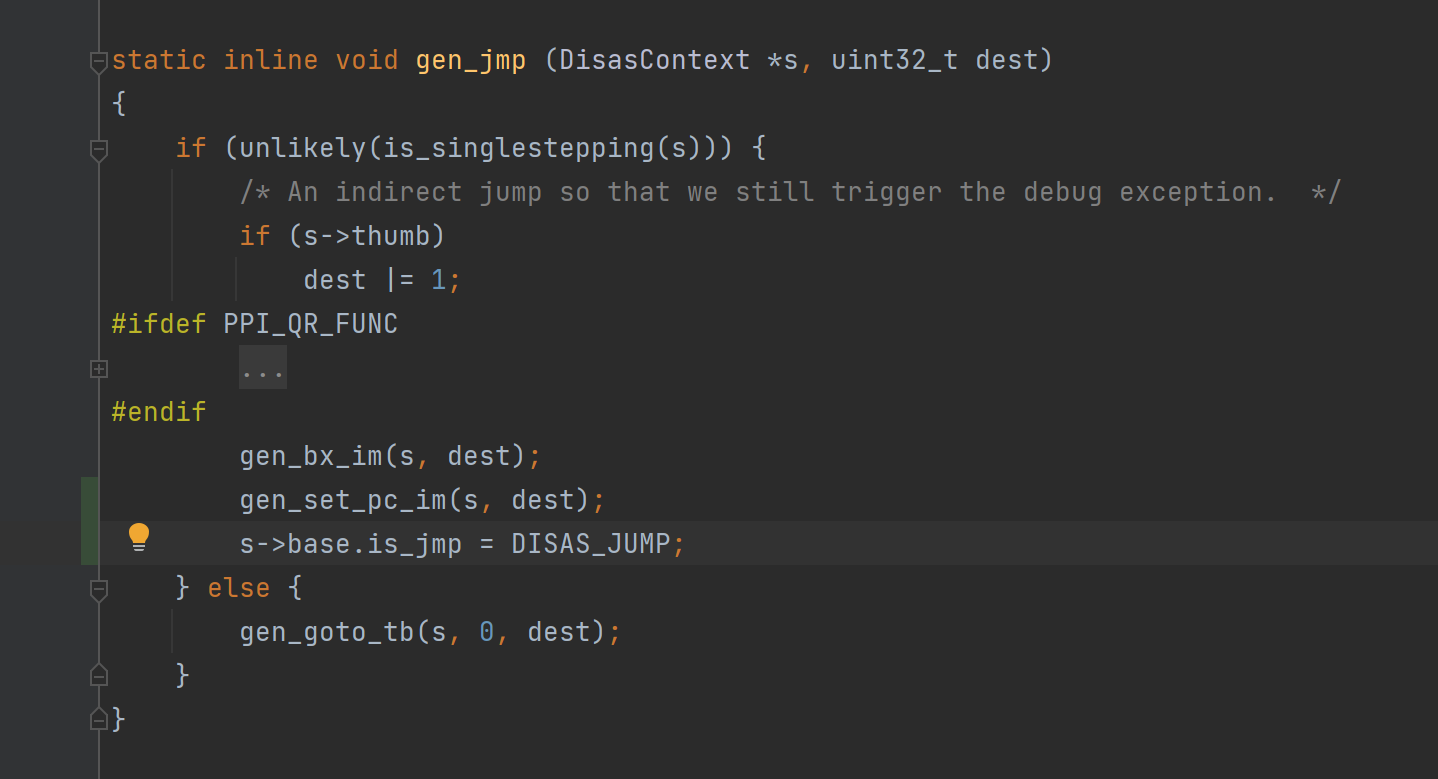 static inline void gen_jmp (DisasContext *s, uint32_t dest)
{
    if (unlikely(is_singlestepping(s))) {
        /* An indirect jump so that we still trigger the debug exception.  */
        if (s->thumb)
            dest |= 1;
#ifdef PPI_QR_FUNC
        ...
#endif
        gen_bx_im(s, dest);
        gen_set_pc_im(s, dest);
        s->base.is_jmp = DISAS_JUMP;
    } else {
        gen_goto_tb(s, 0, dest);
    }
}